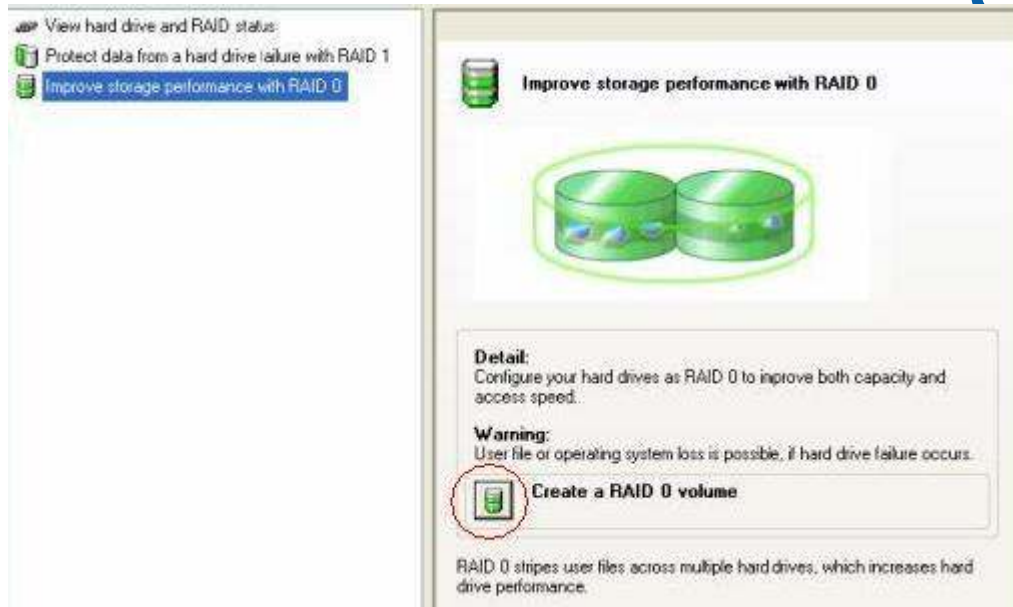 View hard drive and RAID status
Protect data from a hard drive failure with RAID 1
Improve storage performance with RAID 0
Improve storage performance with RAID 0
Detail:
Configure your hard drives as RAID 0 to improve both capacity and
access speed.
Warning:
User file or operating system loss is possible, if hard drive failure occurs.
Create a RAID 0 volume
RAID 0 stripes user files across multiple hard drives, which increases hard
drive performance.